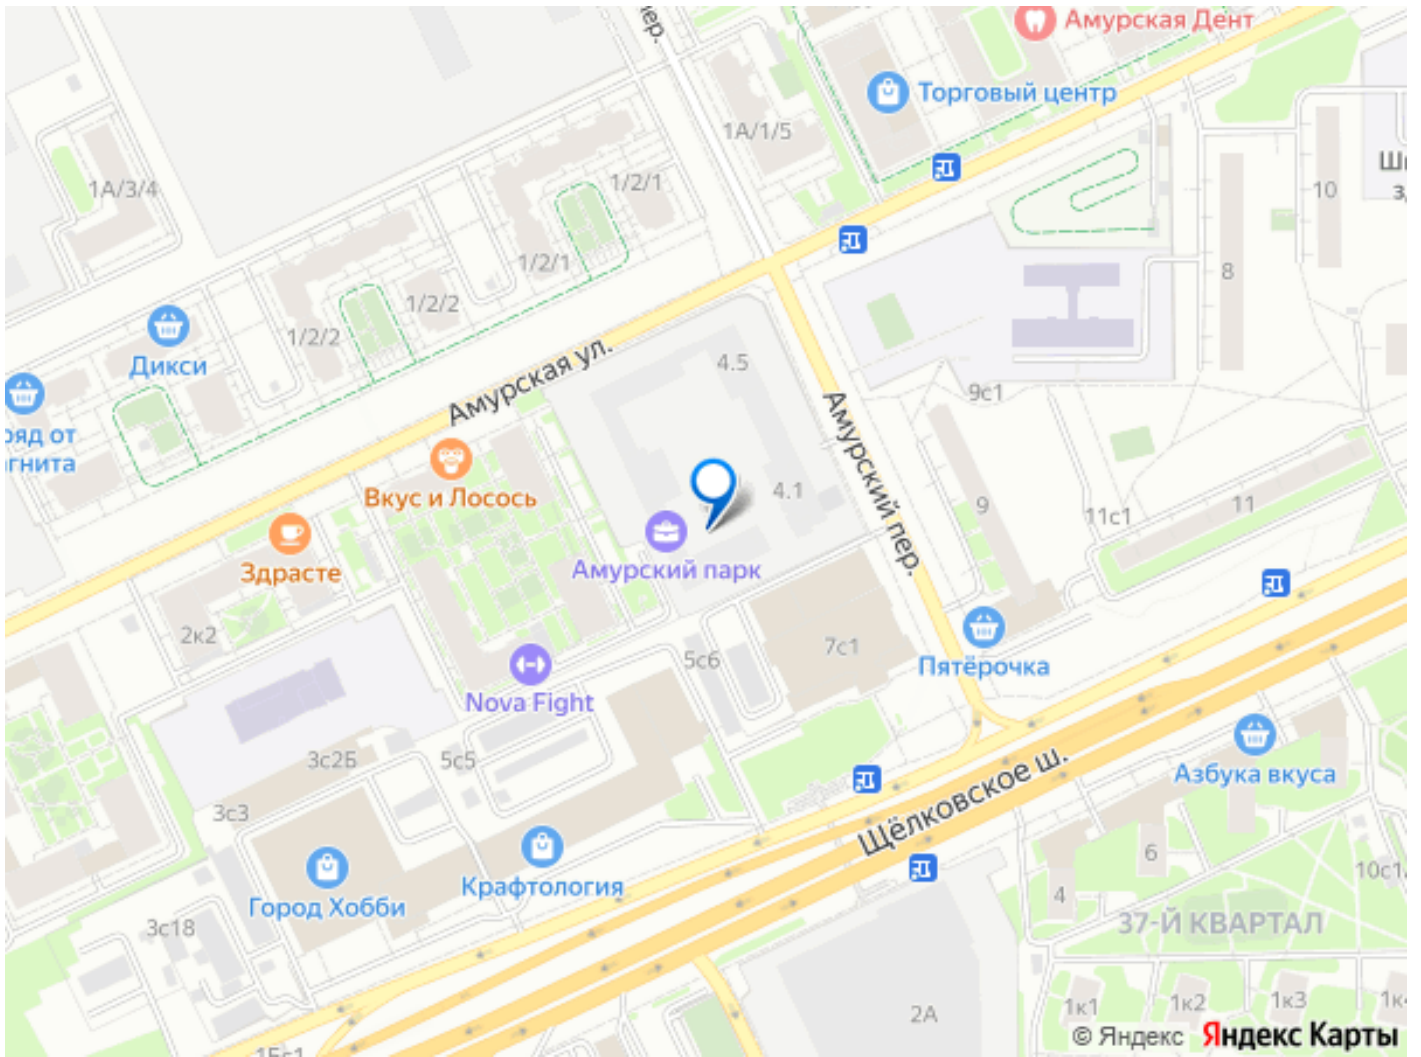 пер.
Амурская Дент
Торговый центр
1А/1/5
1А/3/4
1/2/1
10
8
1/2/1
1/2/2
1/2/2
Дикси
4.5
Амурская ул.
9с1
Амурский пер.
Вкус и Лосось
4.1
9
11с1
11
Здрасте
Амурский парк
2к2
5с6
7с1
Пятёрочка
Nova Fight
3с2Б
5с5
Щёлковское ш.
Азбука вкуса
3с3
6
Крафтология
Город Хобби
4
37-Й КВАРТАЛ
3с18
2А
1к1
1к2
1к3
© Яндекс Яндекс Карты